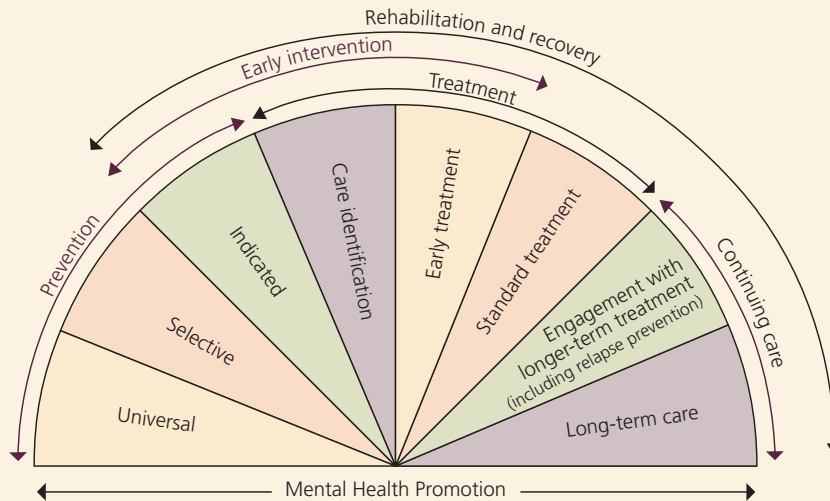 Rehabilitation and recovery
Early intervention
Treatment
Prevention
Continuing care
Universal
Selective
Indicated
Care identification
Early treatment
Standard treatment
Engagement with
longer-term treatment
(including relapse prevention)
Long-term care
Mental Health Promotion